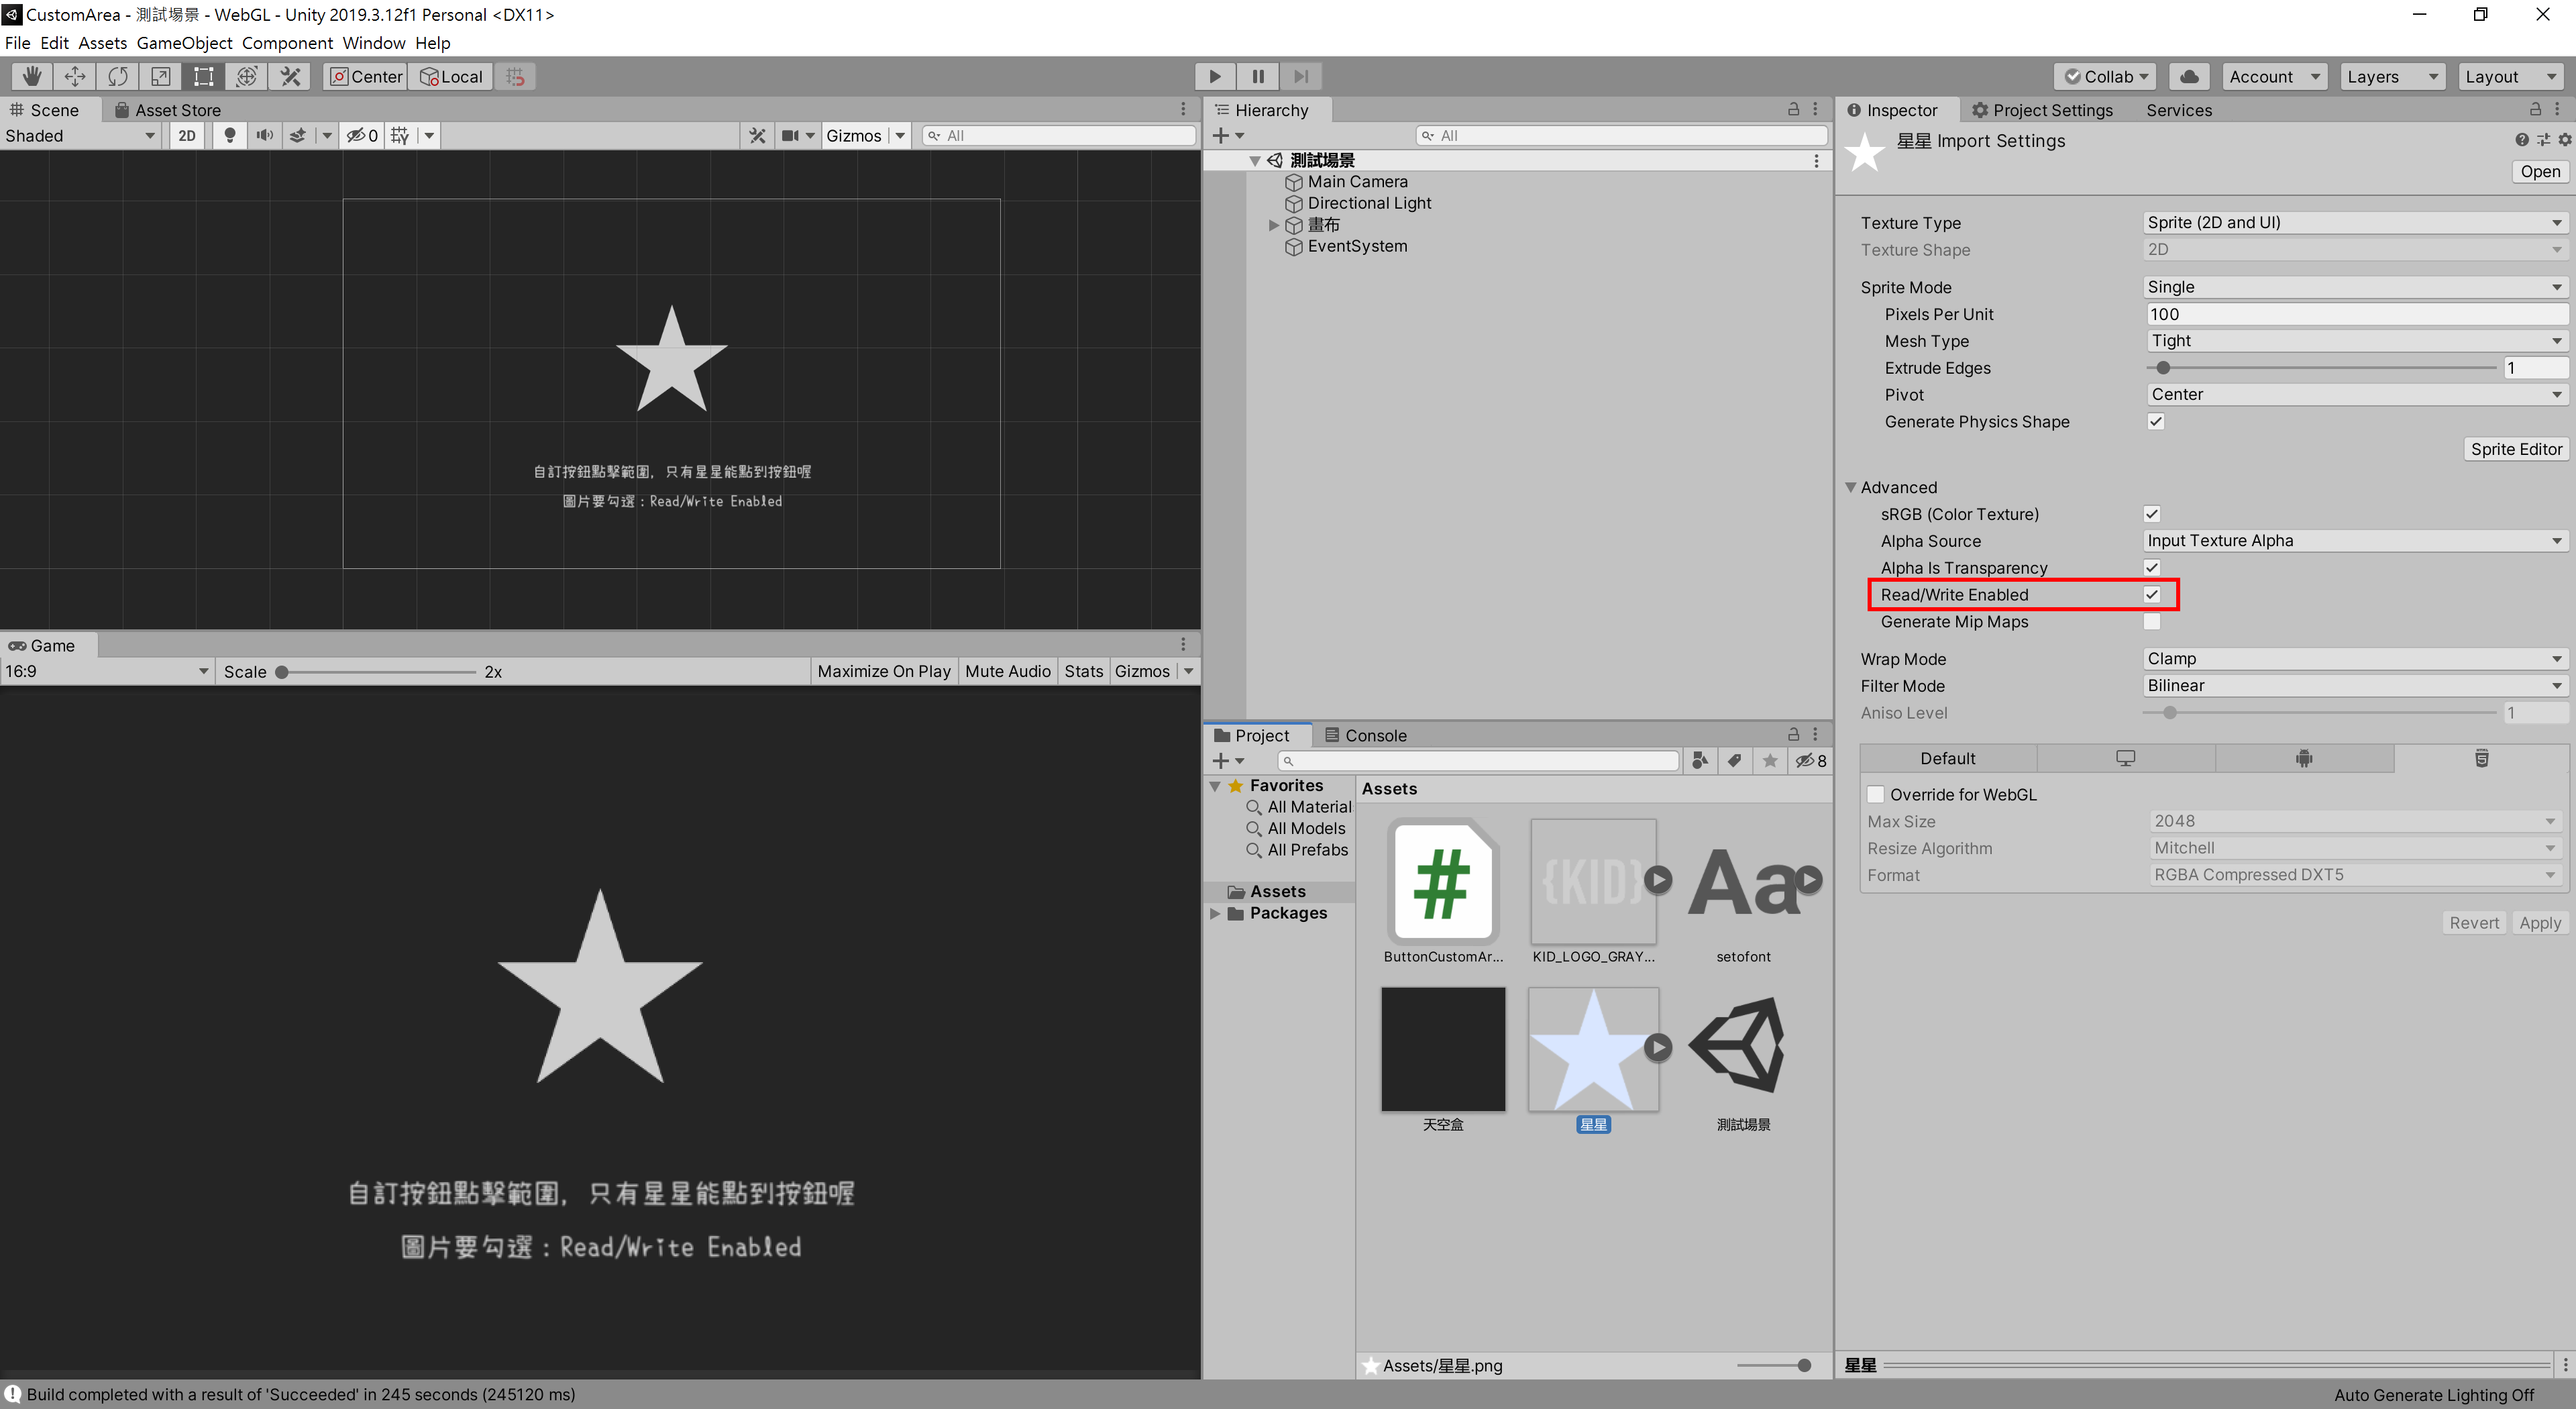 CustomArea - 測試場景 - WebGL - Unity 2019.3.12f1 Personal <DX11>
File Edit Assets GameObject Component Window Help
Center Local
Collab Account Layers Layout
Scene Asset Store
Shaded 2D 0 Gizmos All
自訂按鈕點擊範圍，只有星星能點到按鈕喔
圖片要勾選：Read/Write Enabled
Game
16:9 Scale 2x Maximize On Play Mute Audio Stats Gizmos
自訂按鈕點擊範圍，只有星星能點到按鈕喔
圖片要勾選：Read/Write Enabled
Hierarchy
All
測試場景
Main Camera
Directional Light
畫布
EventSystem
Project Console
8
Favorites
All Material
All Models
All Prefabs
Assets
Packages
Assets
{KID}
Aa
ButtonCustomAr... KID_LOGO_GRAY... setofont
天空盒 星星 測試場景
Assets/星星.png
Inspector Project Settings Services
星星 Import Settings
Open
Texture Type Sprite (2D and UI)
Texture Shape 2D
Sprite Mode Single
Pixels Per Unit 100
Mesh Type Tight
Extrude Edges 1
Pivot Center
Generate Physics Shape
Sprite Editor
Advanced
sRGB (Color Texture)
Alpha Source Input Texture Alpha
Alpha Is Transparency
Read/Write Enabled
Generate Mip Maps
Wrap Mode Clamp
Filter Mode Bilinear
Aniso Level 1
Default
Override for WebGL
Max Size 2048
Resize Algorithm Mitchell
Format RGBA Compressed DXT5
Revert Apply
星星
Build completed with a result of 'Succeeded' in 245 seconds (245120 ms)
Auto Generate Lighting Off